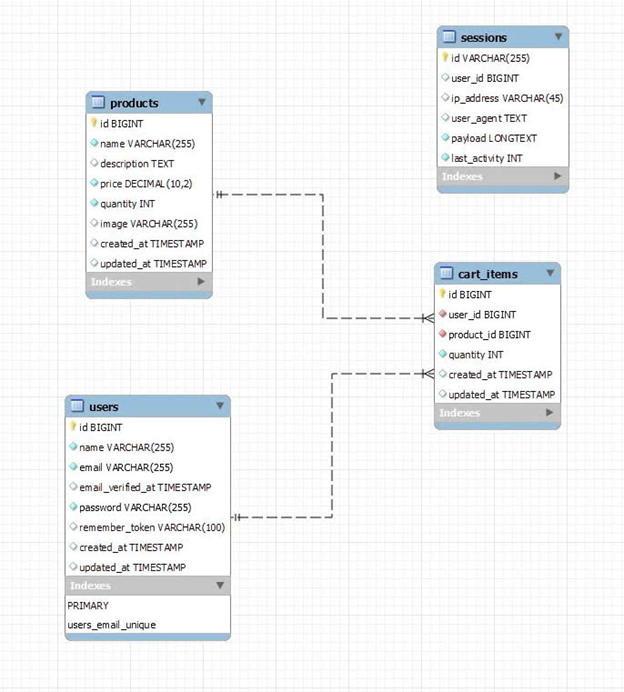 products
id BIGINT
name VARCHAR(255)
description TEXT
price DECIMAL(10,2)
quantity INT
image VARCHAR(255)
created_at TIMESTAMP
updated_at TIMESTAMP
Indexes
sessions
id VARCHAR(255)
user_id BIGINT
ip_address VARCHAR(45)
user_agent TEXT
payload LONGTEXT
last_activity INT
Indexes
cart_items
id BIGINT
user_id BIGINT
product_id BIGINT
quantity INT
created_at TIMESTAMP
updated_at TIMESTAMP
Indexes
users
id BIGINT
name VARCHAR(255)
email VARCHAR(255)
email_verified_at TIMESTAMP
password VARCHAR(255)
remember_token VARCHAR(100)
created_at TIMESTAMP
updated_at TIMESTAMP
Indexes
PRIMARY
users_email_unique